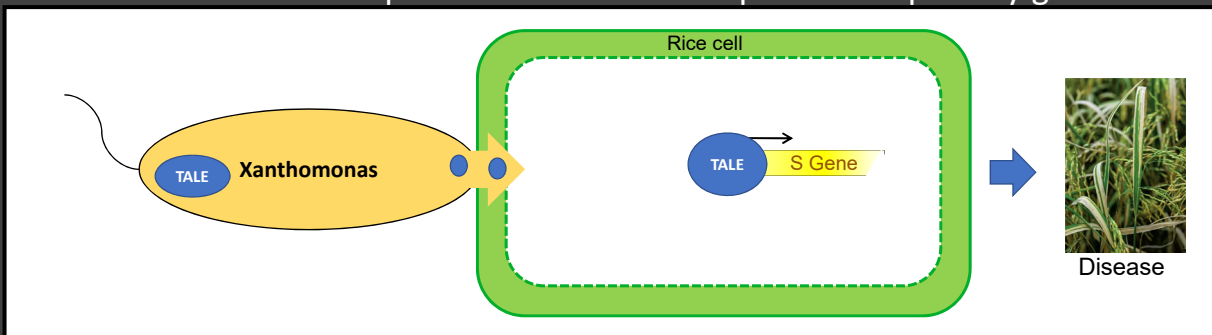 Rice cell
TALE
Xanthomonas
TALE
S Gene
Disease